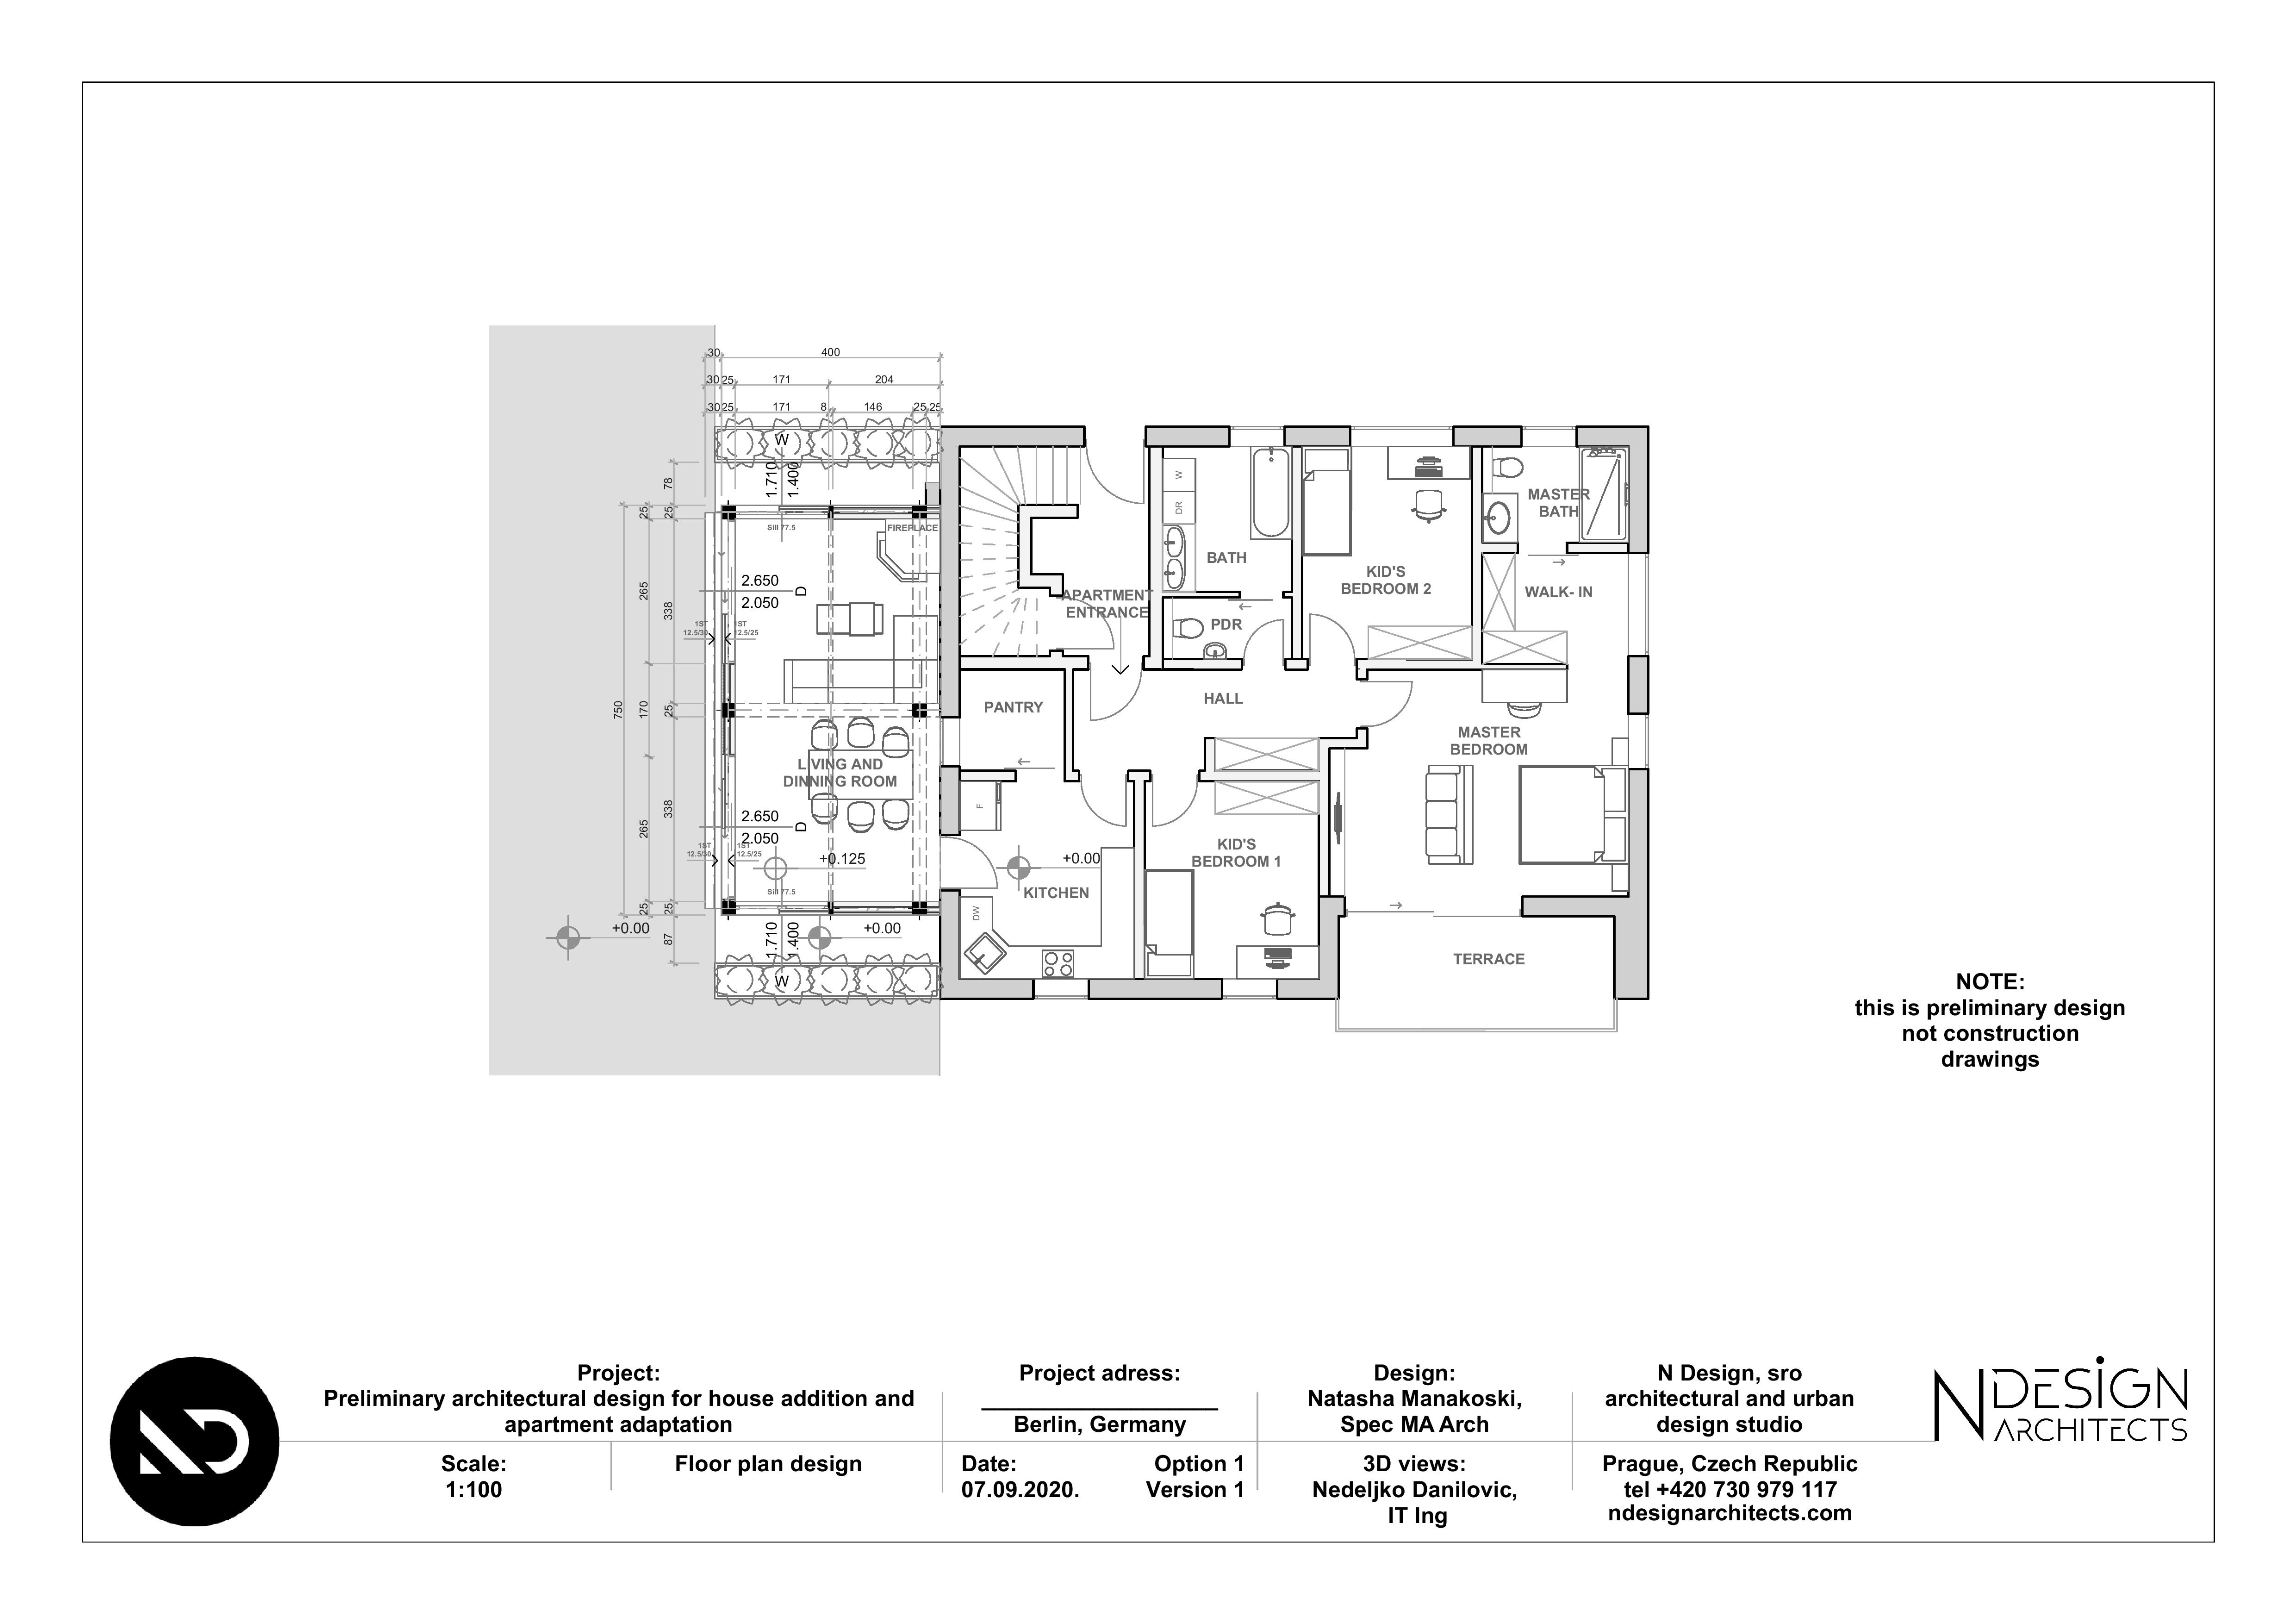 30
400
30 25
171
204
30 25
171
8
146
25 25
W
1.710
1.400
78
25
25
Sill 77.5
FIREPLACE
MASTER
BATH
W
DR
BATH
KID'S
BEDROOM 2
WALK- IN
2.650
D
2.050
265
338
APARTMENT
ENTRANCE
1ST
12.5/30
1ST
12.5/25
PDR
HALL
PANTRY
750
170
25
MASTER
BEDROOM
LIVING AND
DINNING ROOM
F
2.650
D
2.050
265
338
1ST
12.5/30
1ST
12.5/25
+0.125
+0.00
KID'S
BEDROOM 1
KITCHEN
Sill 77.5
DW
25
25
87
+0.00
1.710
1.400
+0.00
W
TERRACE
NOTE:
this is preliminary design
not construction
drawings
Project:
Preliminary architectural design for house addition and
apartment adaptation
Scale:
1:100
Floor plan design
Project adress:
Berlin, Germany
Date:
07.09.2020.
Option 1
Version 1
Design:
Natasha Manakoski,
Spec MA Arch
3D views:
Nedeljko Danilovic,
IT Ing
N Design, sro
architectural and urban
design studio
Prague, Czech Republic
tel +420 730 979 117
ndesignarchitects.com
ND
NDESIGN
ARCHITECTS